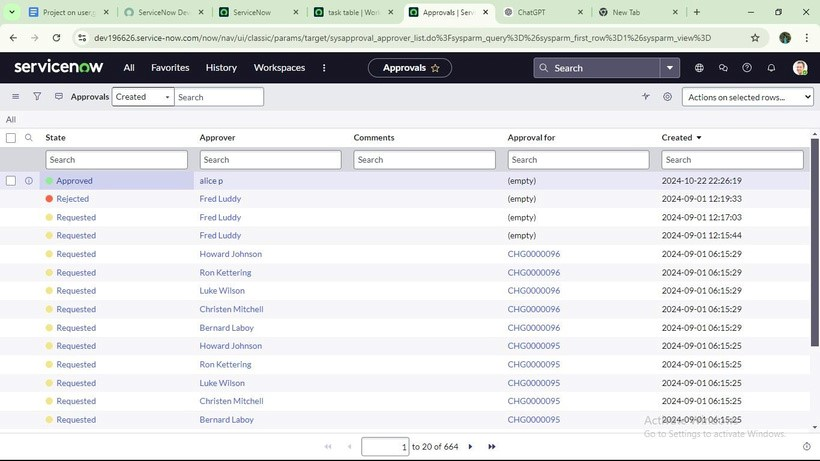 Project on user,g
ServiceNow Dev
ServiceNow
task table | Work
Approvals | Serv
ChatGPT
New Tab
dev196626.service-now.com/now/nav/ui/classic/params/target/sysapproval_approver_list.do%3Fsysparm_query%3D%26sysparm_first_row%3D1%26sysparm_view%3D
servicenow All Favorites History Workspaces Approvals Search
Approvals Created Search Actions on selected rows...
All
State Approver Comments Approval for Created
Search Search Search Search Search
Approved alice p (empty) 2024-10-22 22:26:19
Rejected Fred Luddy (empty) 2024-09-01 12:19:33
Requested Fred Luddy (empty) 2024-09-01 12:17:03
Requested Fred Luddy (empty) 2024-09-01 12:15:44
Requested Howard Johnson CHG0000096 2024-09-01 06:15:29
Requested Ron Kettering CHG0000096 2024-09-01 06:15:29
Requested Luke Wilson CHG0000096 2024-09-01 06:15:29
Requested Christen Mitchell CHG0000096 2024-09-01 06:15:29
Requested Bernard Laboy CHG0000096 2024-09-01 06:15:29
Requested Howard Johnson CHG0000095 2024-09-01 06:15:25
Requested Ron Kettering CHG0000095 2024-09-01 06:15:25
Requested Luke Wilson CHG0000095 2024-09-01 06:15:25
Requested Christen Mitchell CHG0000095 2024-09-01 06:15:25
Requested Bernard Laboy CHG0000095 2024-09-01 06:15:25
Activate Windows
Go to Settings to activate Windows.
1 to 20 of 664